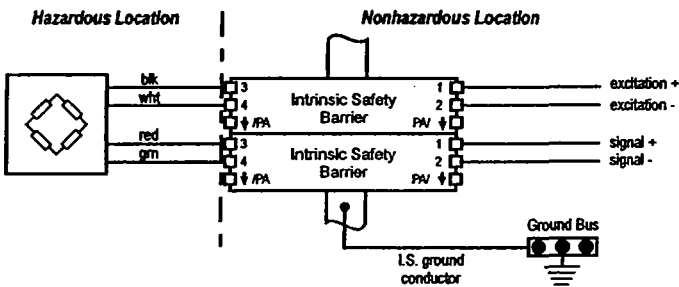 Hazardous Location
Nonhazardous Location
blk
wht
red
grn
3
4
/PA
Intrinsic Safety
Barrier
1
2
PA/
excitation +
excitation -
3
4
/PA
Intrinsic Safety
Barrier
1
2
PA/
signal +
signal -
I.S. ground
conductor
Ground Bus